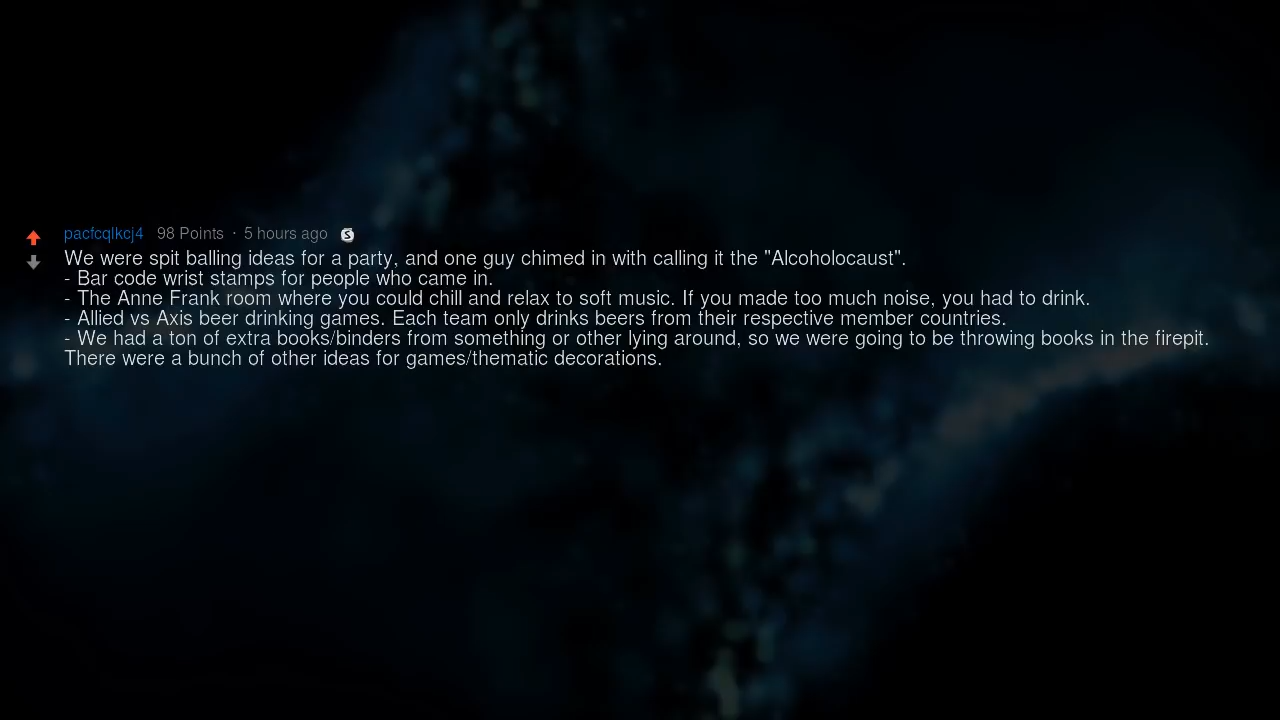 pacfcqlkcj4 98 Points · 5 hours ago S
We were spit balling ideas for a party, and one guy chimed in with calling it the "Alcoholocaust".
- Bar code wrist stamps for people who came in.
- The Anne Frank room where you could chill and relax to soft music. If you made too much noise, you had to drink.
- Allied vs Axis beer drinking games. Each team only drinks beers from their respective member countries.
- We had a ton of extra books/binders from something or other lying around, so we were going to be throwing books in the firepit.
There were a bunch of other ideas for games/thematic decorations.